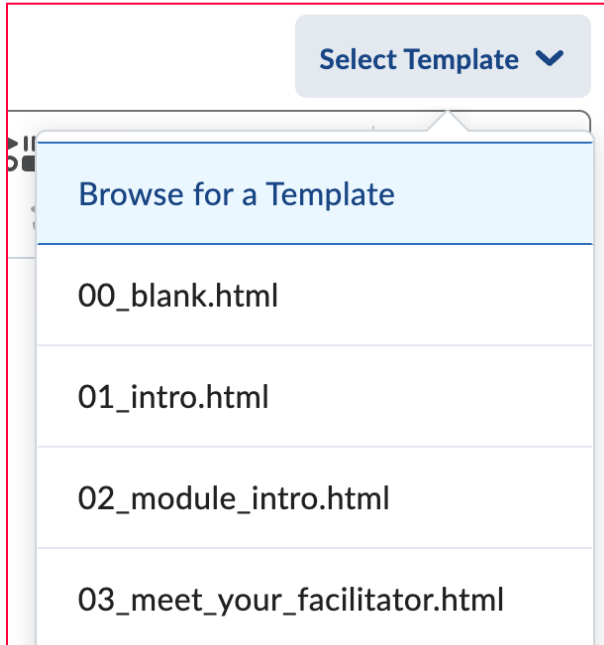 Select Template
Browse for a Template
00_blank.html
01_intro.html
02_module_intro.html
03_meet_your_facilitator.html